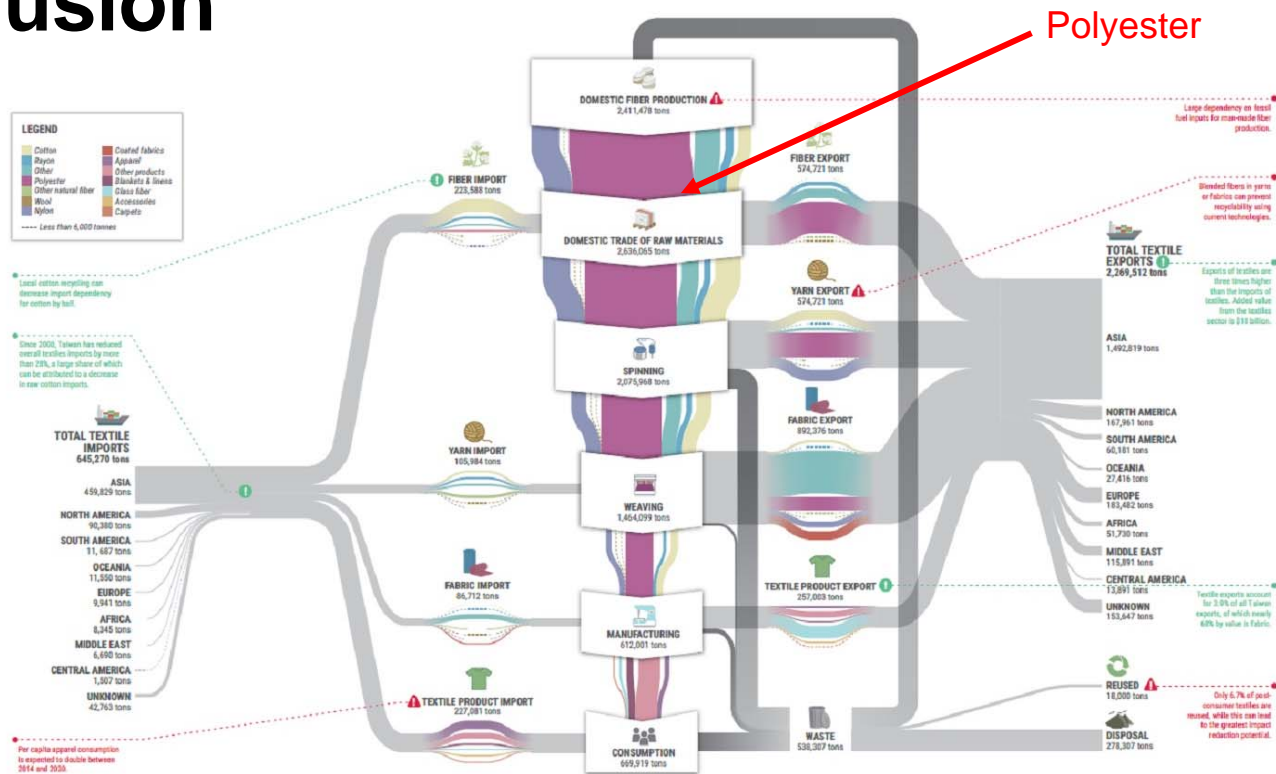 usion
Polyester
LEGEND
Cotton
Rayon
Other
Polyester
Other natural fiber
Wool
Nylon
Coated fabrics
Apparel
Other products
Blankets & linens
Glass fiber
Accessories
Carpets
Less than 6,000 tonnes
Local cotton recycling can
decrease import dependency
for cotton by half.
Since 2008, Taiwan has reduced
overall textiles imports by more
than 20%, a large share of which
can be attributed to a decrease
in raw cotton imports.
TOTAL TEXTILE
IMPORTS
645,270 tons
ASIA
459,829 tons
NORTH AMERICA
90,380 tons
SOUTH AMERICA
11, 687 tons
OCEANIA
11,550 tons
EUROPE
9,941 tons
AFRICA
8,345 tons
MIDDLE EAST
6,690 tons
CENTRAL AMERICA
1,507 tons
UNKNOWN
42,763 tons
Per capita apparel consumption
is expected to double between
2014 and 2030.
FIBER IMPORT
223,588 tons
YARN IMPORT
105,984 tons
FABRIC IMPORT
86,712 tons
TEXTILE PRODUCT IMPORT
227,081 tons
DOMESTIC FIBER PRODUCTION
2,411,478 tons
DOMESTIC TRADE OF RAW MATERIALS
2,636,065 tons
SPINNING
2,075,968 tons
WEAVING
1,464,099 tons
MANUFACTURING
612,001 tons
CONSUMPTION
669,919 tons
FIBER EXPORT
574,721 tons
YARN EXPORT
574,721 tons
FABRIC EXPORT
892,376 tons
TEXTILE PRODUCT EXPORT
257,003 tons
WASTE
538,307 tons
Large dependency on fossil
fuel inputs for man-made fiber
production.
Blended fibers in yarns
or fabrics can prevent
recyclability using
current technologies.
TOTAL TEXTILE
EXPORTS
2,269,512 tons
Exports of textiles are
three times higher
than the imports of
textiles. Added value
from the textiles
sector is $10 billion.
ASIA
1,492,819 tons
NORTH AMERICA
167,961 tons
SOUTH AMERICA
60,181 tons
OCEANIA
27,416 tons
EUROPE
183,482 tons
AFRICA
51,730 tons
MIDDLE EAST
115,891 tons
CENTRAL AMERICA
13,891 tons
UNKNOWN
153,647 tons
Textile exports account
for 3.0% of all Taiwan
exports, of which nearly
60% by value is fabric.
REUSED
18,000 tons
DISPOSAL
278,307 tons
Only 6.7% of post-
consumer textiles are
reused, while this can lead
to the greatest impact
reduction potential.